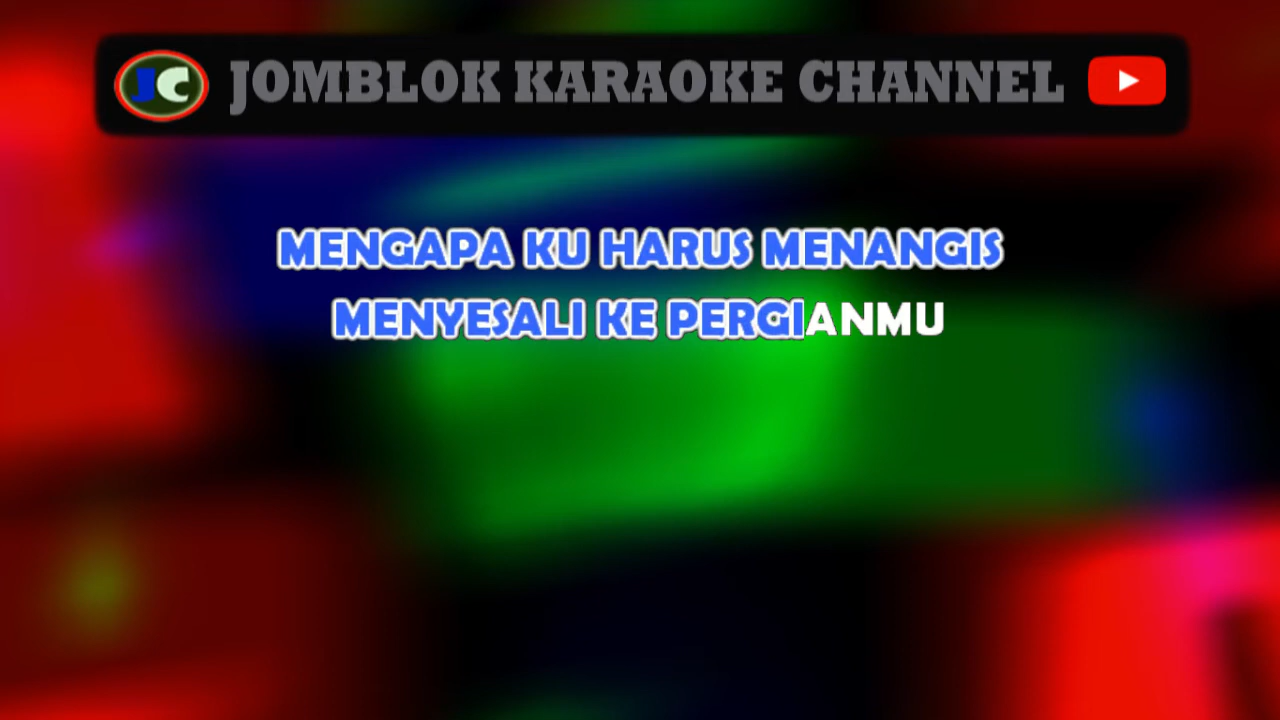 JC JOMBLOK KARAOKE CHANNEL
MENGAPA KU HARUS MENANGIS
MENYESALI KE PERGIANMU